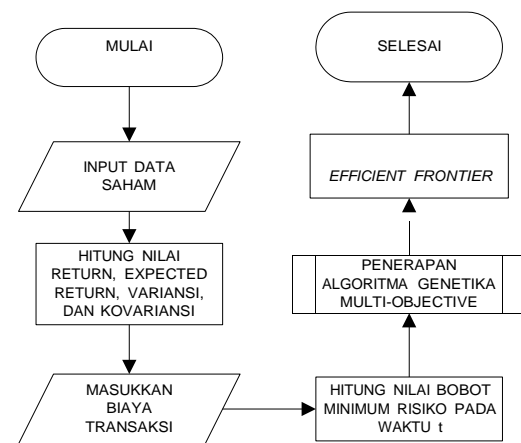 MULAI
INPUT DATA
SAHAM
HITUNG NILAI
RETURN, EXPECTED
RETURN, VARIANSI,
DAN KOVARIANSI
MASUKKAN
BIAYA
TRANSAKSI
HITUNG NILAI BOBOT
MINIMUM RISIKO PADA
WAKTU t
PENERAPAN
ALGORITMA GENETIKA
MULTI-OBJECTIVE
EFFICIENT FRONTIER
SELESAI